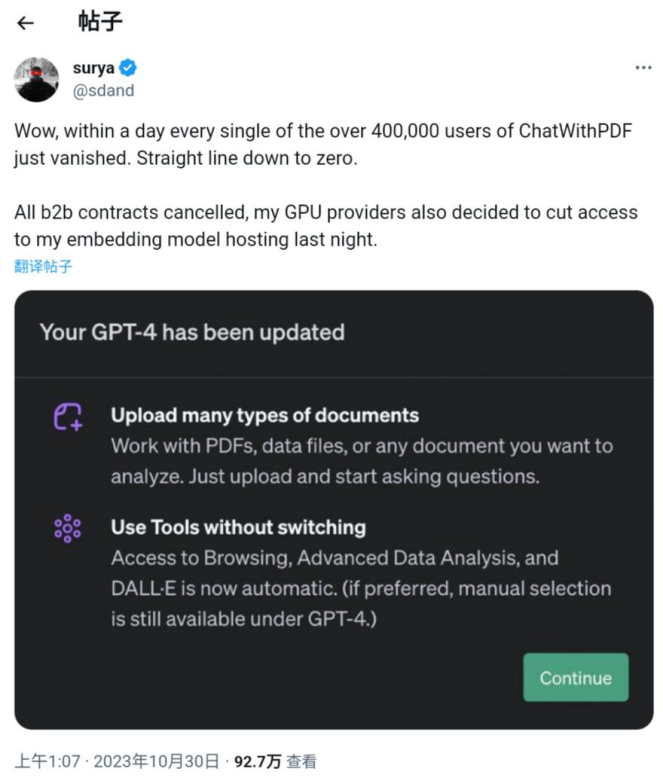 帖子
surya
@sdand
Wow, within a day every single of the over 400,000 users of ChatWithPDF
just vanished. Straight line down to zero.
All b2b contracts cancelled, my GPU providers also decided to cut access
to my embedding model hosting last night.
翻译帖子
Your GPT-4 has been updated
Upload many types of documents
Work with PDFs, data files, or any document you want to
analyze. Just upload and start asking questions.
Use Tools without switching
Access to Browsing, Advanced Data Analysis, and
DALL·E is now automatic. (if preferred, manual selection
is still available under GPT-4.)
Continue
上午1:07 · 2023年10月30日 · 92.7万 查看